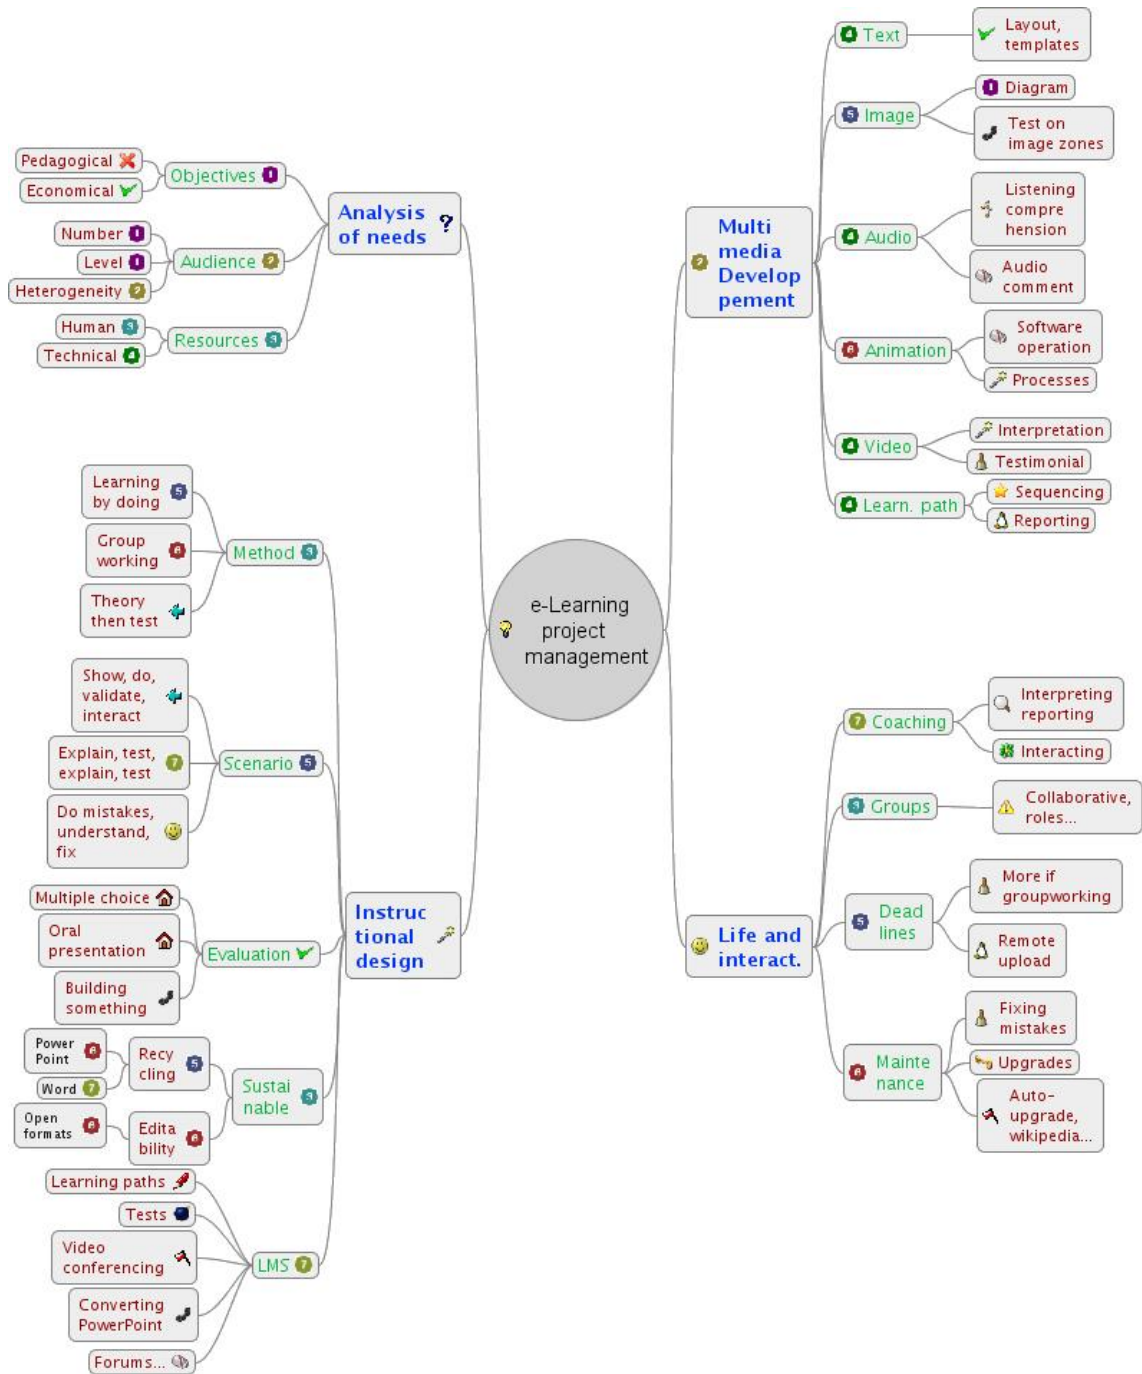 e-Learning
project
management
Analysis
of needs
Objectives
Pedagogical
Economical
Audience
Number
Level
Heterogeneity
Resources
Human
Technical
Instruc
tional
design
Method
Learning
by doing
Group
working
Theory
then test
Scenario
Show, do,
validate,
interact
Explain, test,
explain, test
Do mistakes,
understand,
fix
Evaluation
Multiple choice
Oral
presentation
Building
something
Sustai
nable
Recy
cling
Power
Point
Word
Edita
bility
Open
formats
LMS
Learning paths
Tests
Video
conferencing
Converting
PowerPoint
Forums...
Multi
media
Develop
pement
Text
Layout,
templates
Image
Diagram
Test on
image zones
Audio
Listening
compre
hension
Audio
comment
Animation
Software
operation
Processes
Video
Interpretation
Testimonial
Learn. path
Sequencing
Reporting
Life and
interact.
Coaching
Interpreting
reporting
Interacting
Groups
Collaborative,
roles...
Dead
lines
More if
groupworking
Remote
upload
Mainte
nance
Fixing
mistakes
Upgrades
Auto-
upgrade,
wikipedia...